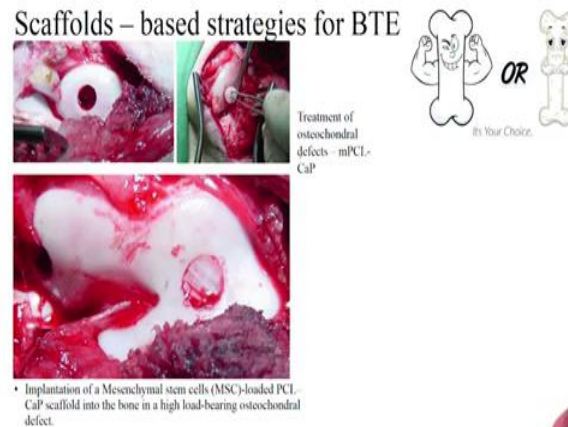 Scaffolds – based strategies for BTE
OR
Its Your Choice.
Treatment of
osteochondral
defects – mPCL-
CaP
• Implantation of a Mesenchymal stem cells (MSC)-loaded PCL–
CaP scaffold into the bone in a high load-bearing osteochondral
defect.